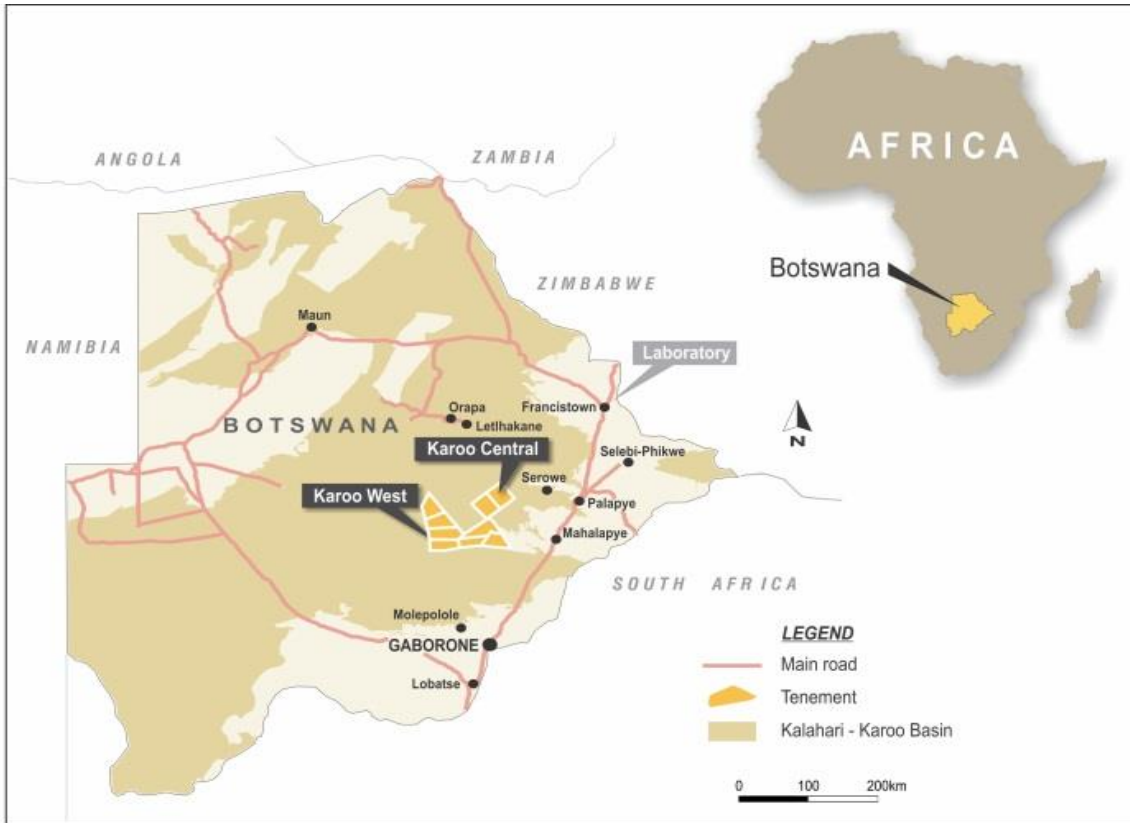 AFRICA
Botswana
ANGOLA
ZAMBIA
ZIMBABWE
NAMIBIA
Maun
Laboratory
Orapa
Francistown
BOTSWANA
Letlhakane
N
Karoo Central
Selebi-Phikwe
Serowe
Karoo West
Palapye
Mahalapye
SOUTH AFRICA
Molepolole
GABORONE
Lobatse
LEGEND
Main road
Tenement
Kalahari - Karoo Basin
0 100 200km